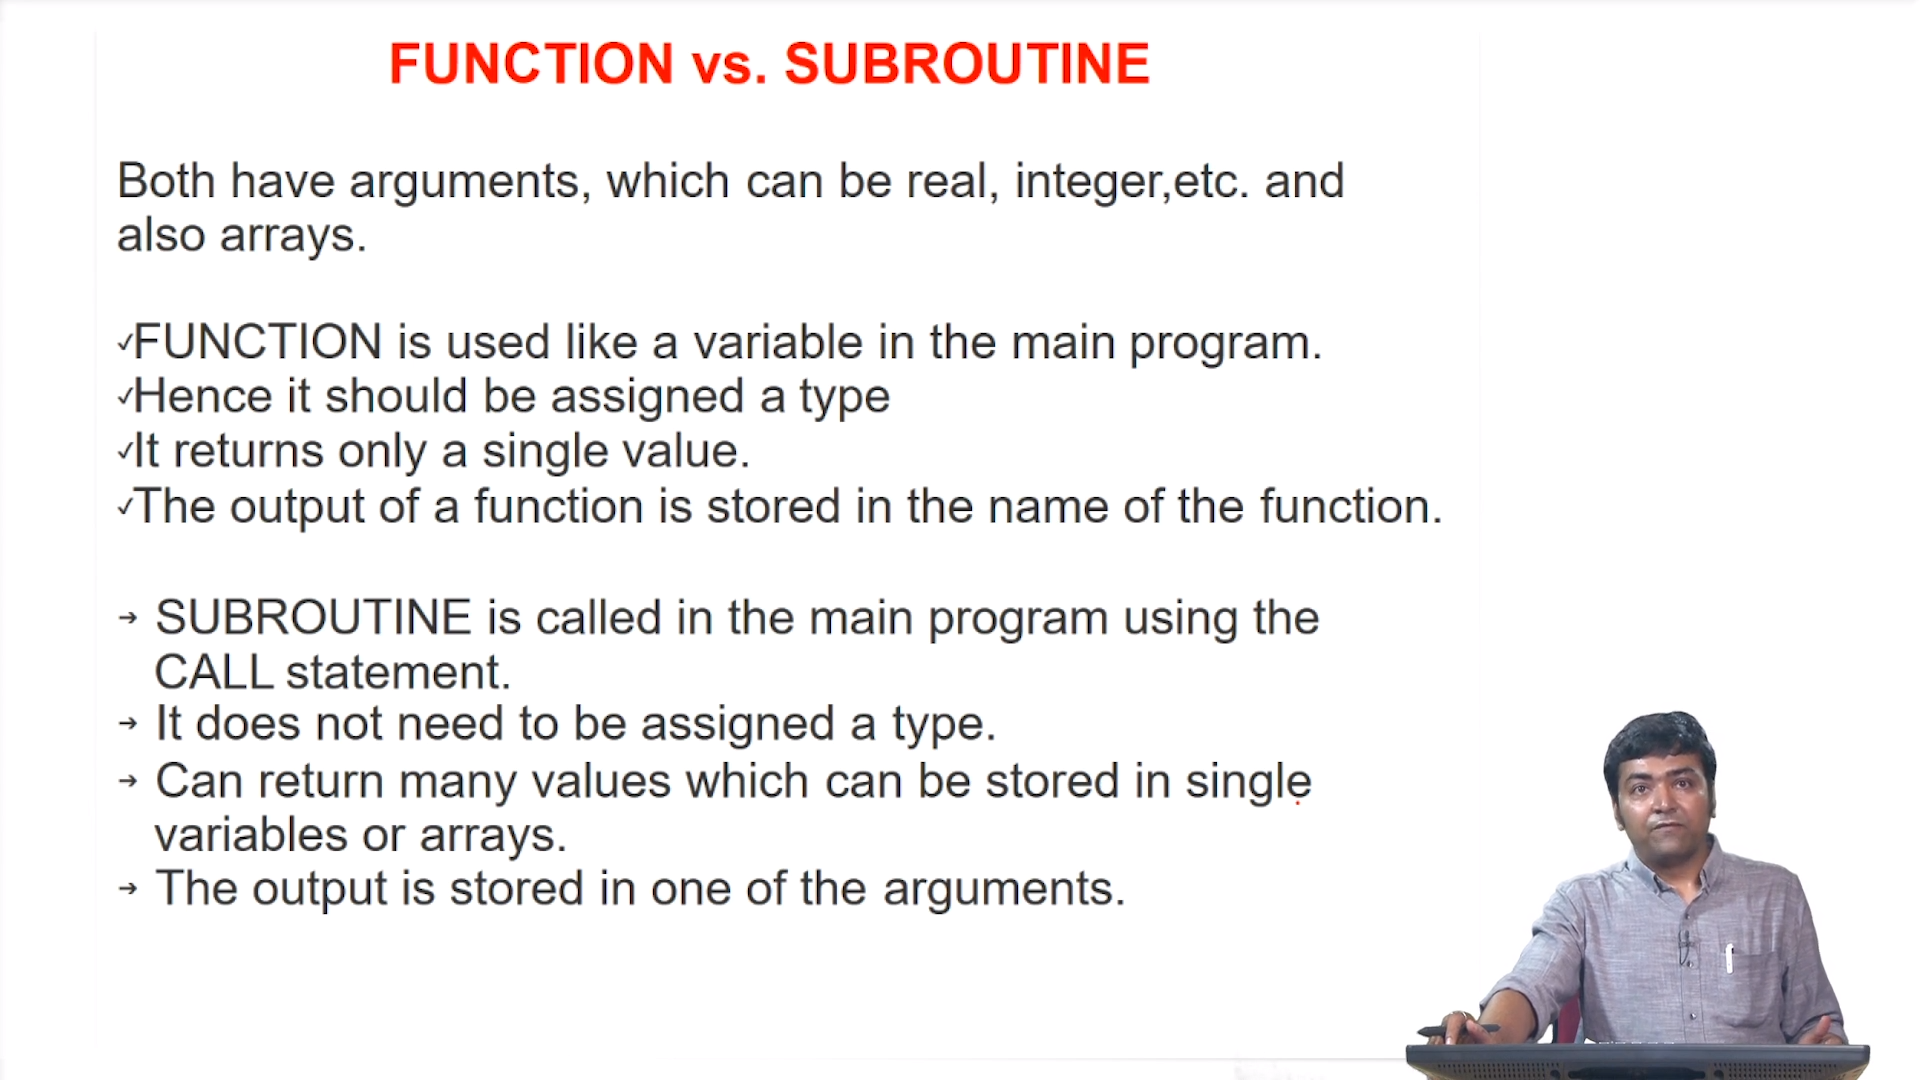 FUNCTION vs. SUBROUTINE
Both have arguments, which can be real, integer,etc. and
also arrays.
✓FUNCTION is used like a variable in the main program.
✓Hence it should be assigned a type
✓It returns only a single value.
✓The output of a function is stored in the name of the function.
→ SUBROUTINE is called in the main program using the
CALL statement.
→ It does not need to be assigned a type.
→ Can return many values which can be stored in single
variables or arrays.
→ The output is stored in one of the arguments.